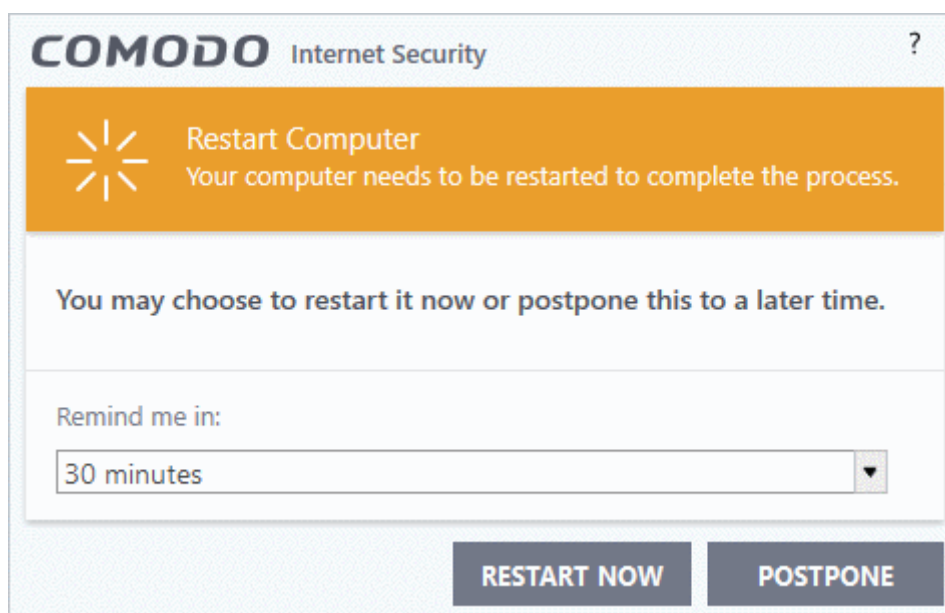 COMODO Internet Security ?
Restart Computer
Your computer needs to be restarted to complete the process.
You may choose to restart it now or postpone this to a later time.
Remind me in:
30 minutes
RESTART NOW POSTPONE